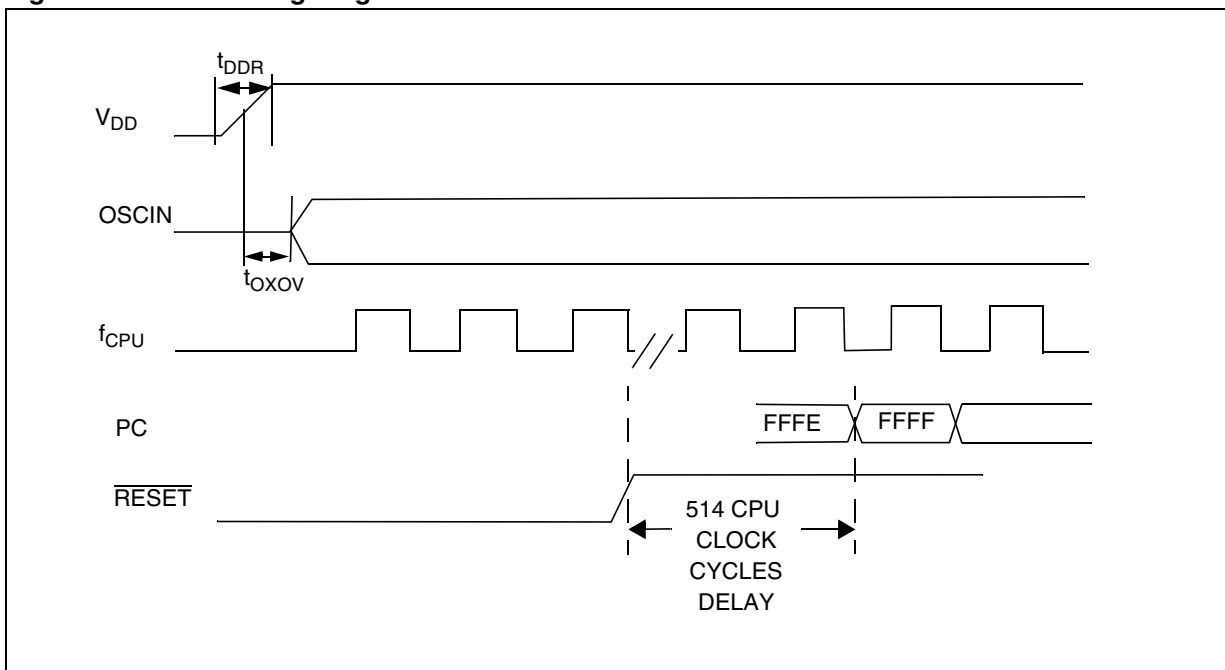 tDDR
VDD
OSCIN
tOXOV
fCPU
PC
FFFE
FFFF
RESET
514 CPU
CLOCK
CYCLES
DELAY